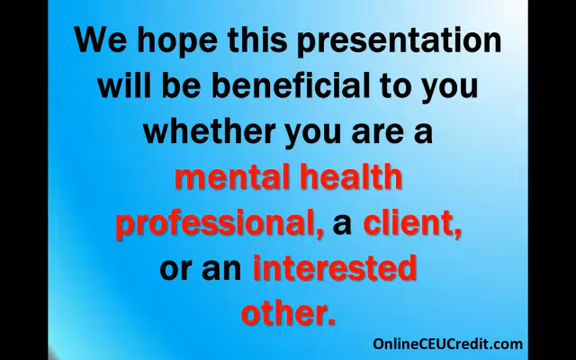 We hope this presentation
will be beneficial to you
whether you are a
mental health
professional, a client,
or an interested
other.
OnlineCEUCredit.com